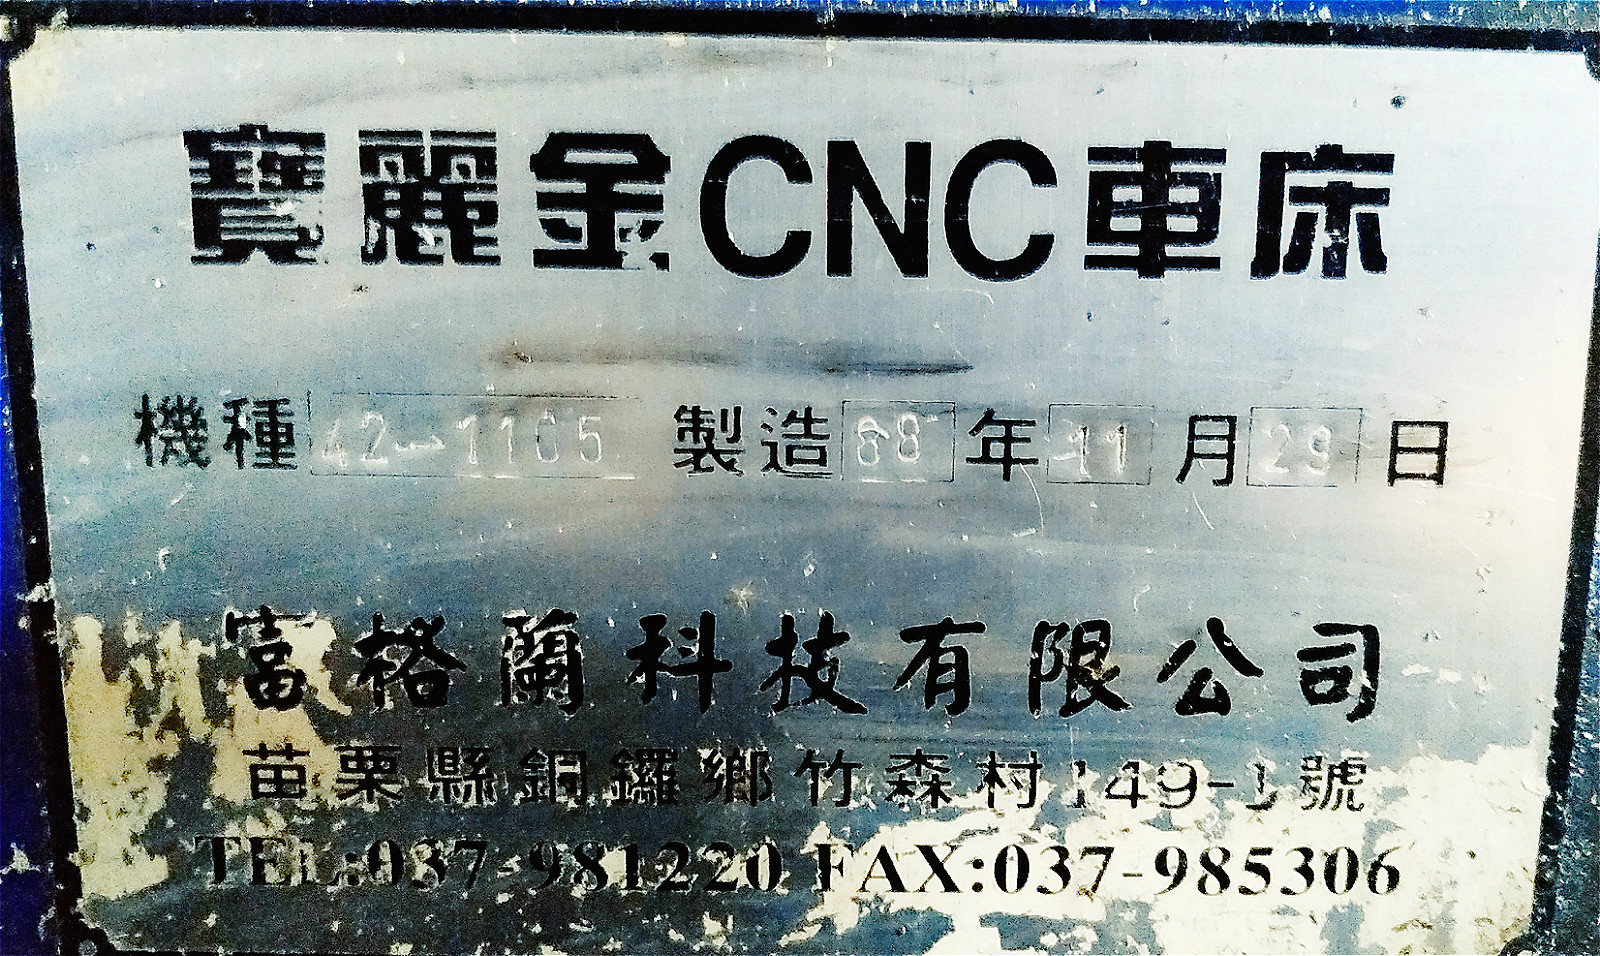 寶麗金CNC車床
機種 42-1105 製造 88 年 11 月 29 日
富格蘭科技有限公司
苗栗縣銅鑼鄉竹森村149-1號
TEL:037-981220 FAX:037-985306